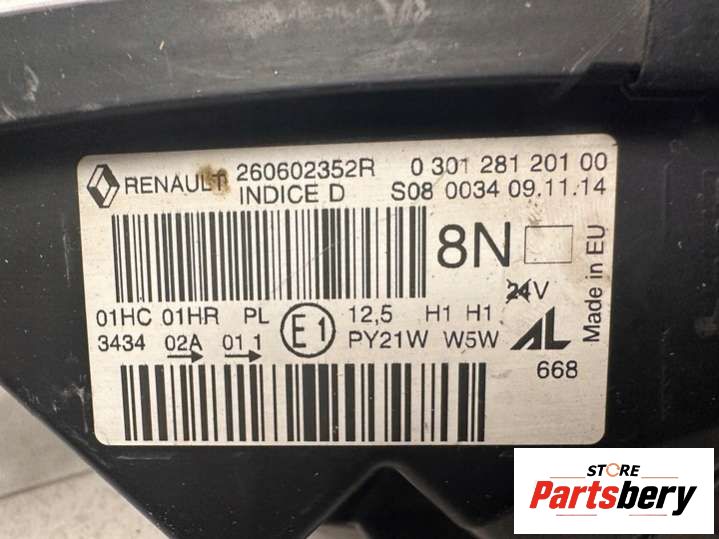 RENAULT 260602352R 0 301 281 201 00
INDICE D S08 0034 09.11.14
8N
Made in EU
24V
01HC 01HR PL E1 12,5 H1 H1
3434 02A 01 1 PY21W W5W AL
668
STORE
Partsbery